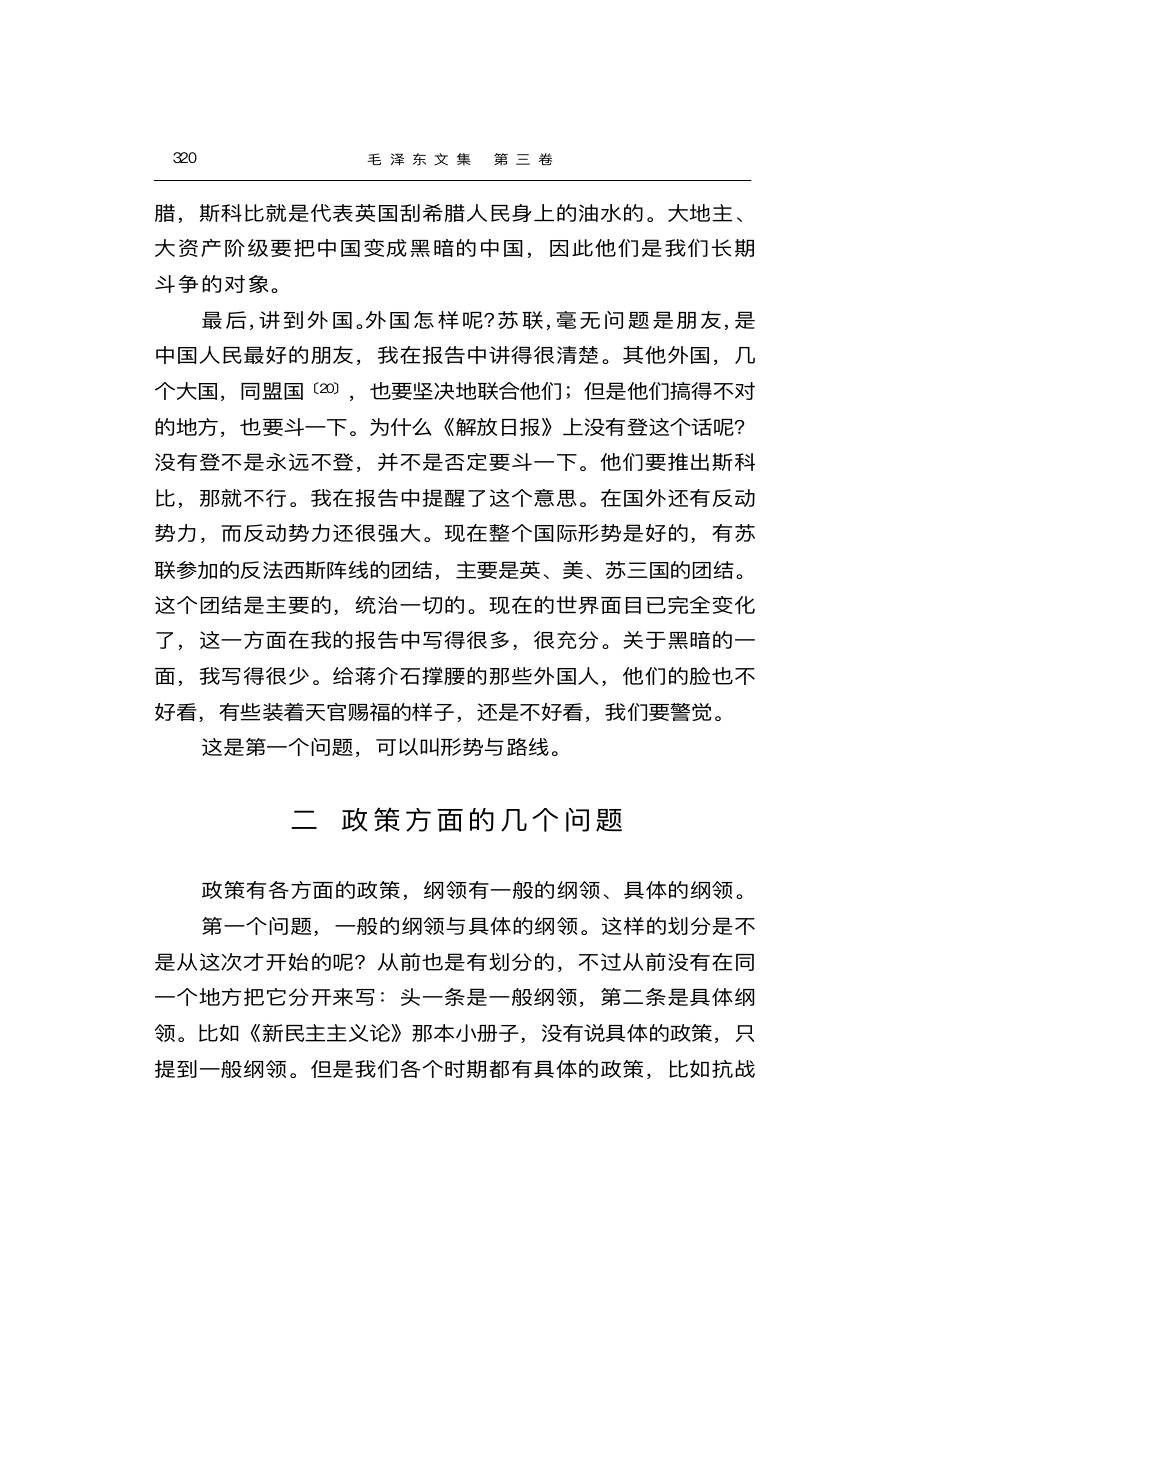 320
毛泽东文集 第三卷
腊，斯科比就是代表英国刮希腊人民身上的油水的。大地主、
大资产阶级要把中国变成黑暗的中国，因此他们是我们长期
斗争的对象。
最后，讲到外国。外国怎样呢?苏联，毫无问题是朋友，是
中国人民最好的朋友，我在报告中讲得很清楚。其他外国，几
个大国，同盟国〔20〕，也要坚决地联合他们；但是他们搞得不对
的地方，也要斗一下。为什么《解放日报》上没有登这个话呢？
没有登不是永远不登，并不是否定要斗一下。他们要推出斯科
比，那就不行。我在报告中提醒了这个意思。在国外还有反动
势力，而反动势力还很强大。现在整个国际形势是好的，有苏
联参加的反法西斯阵线的团结，主要是英、美、苏三国的团结。
这个团结是主要的，统治一切的。现在的世界面目已完全变化
了，这一方面在我的报告中写得很多，很充分。关于黑暗的一
面，我写得很少。给蒋介石撑腰的那些外国人，他们的脸也不
好看，有些装着天官赐福的样子，还是不好看，我们要警觉。
这是第一个问题，可以叫形势与路线。
二 政策方面的几个问题
政策有各方面的政策，纲领有一般的纲领、具体的纲领。
第一个问题，一般的纲领与具体的纲领。这样的划分是不
是从这次才开始的呢？从前也是有划分的，不过从前没有在同
一个地方把它分开来写：头一条是一般纲领，第二条是具体纲
领。比如《新民主主义论》那本小册子，没有说具体的政策，只
提到一般纲领。但是我们各个时期都有具体的政策，比如抗战